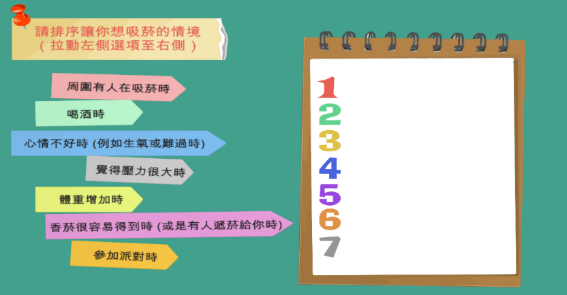 請排序讓你想吸菸的情境
（拉動左側選項至右側）
周圍有人在吸菸時
喝酒時
心情不好時 (例如生氣或難過時)
覺得壓力很大時
體重增加時
香菸很容易得到時 (或是有人遞菸給你時)
參加派對時
1
2
3
4
5
6
7